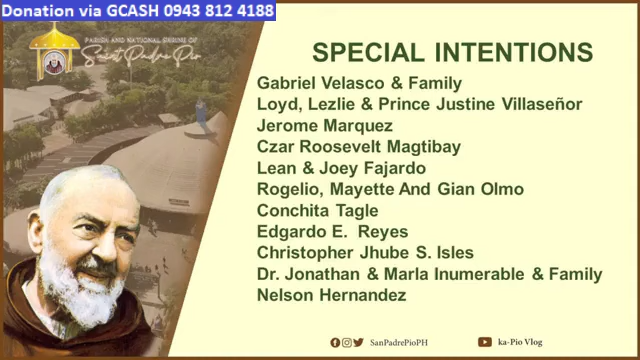 Donation via GCASH 0943 812 4188
PARISH AND NATIONAL SHRINE OF
Saint Padre Pio
SPECIAL INTENTIONS
Gabriel Velasco & Family
Loyd, Lezlie & Prince Justine Villaseñor
Jerome Marquez
Czar Roosevelt Magtibay
Lean & Joey Fajardo
Rogelio, Mayette And Gian Olmo
Conchita Tagle
Edgardo E. Reyes
Christopher Jhube S. Isles
Dr. Jonathan & Marla Inumerable & Family
Nelson Hernandez
SanPadrePioPH
ka-Pio Vlog